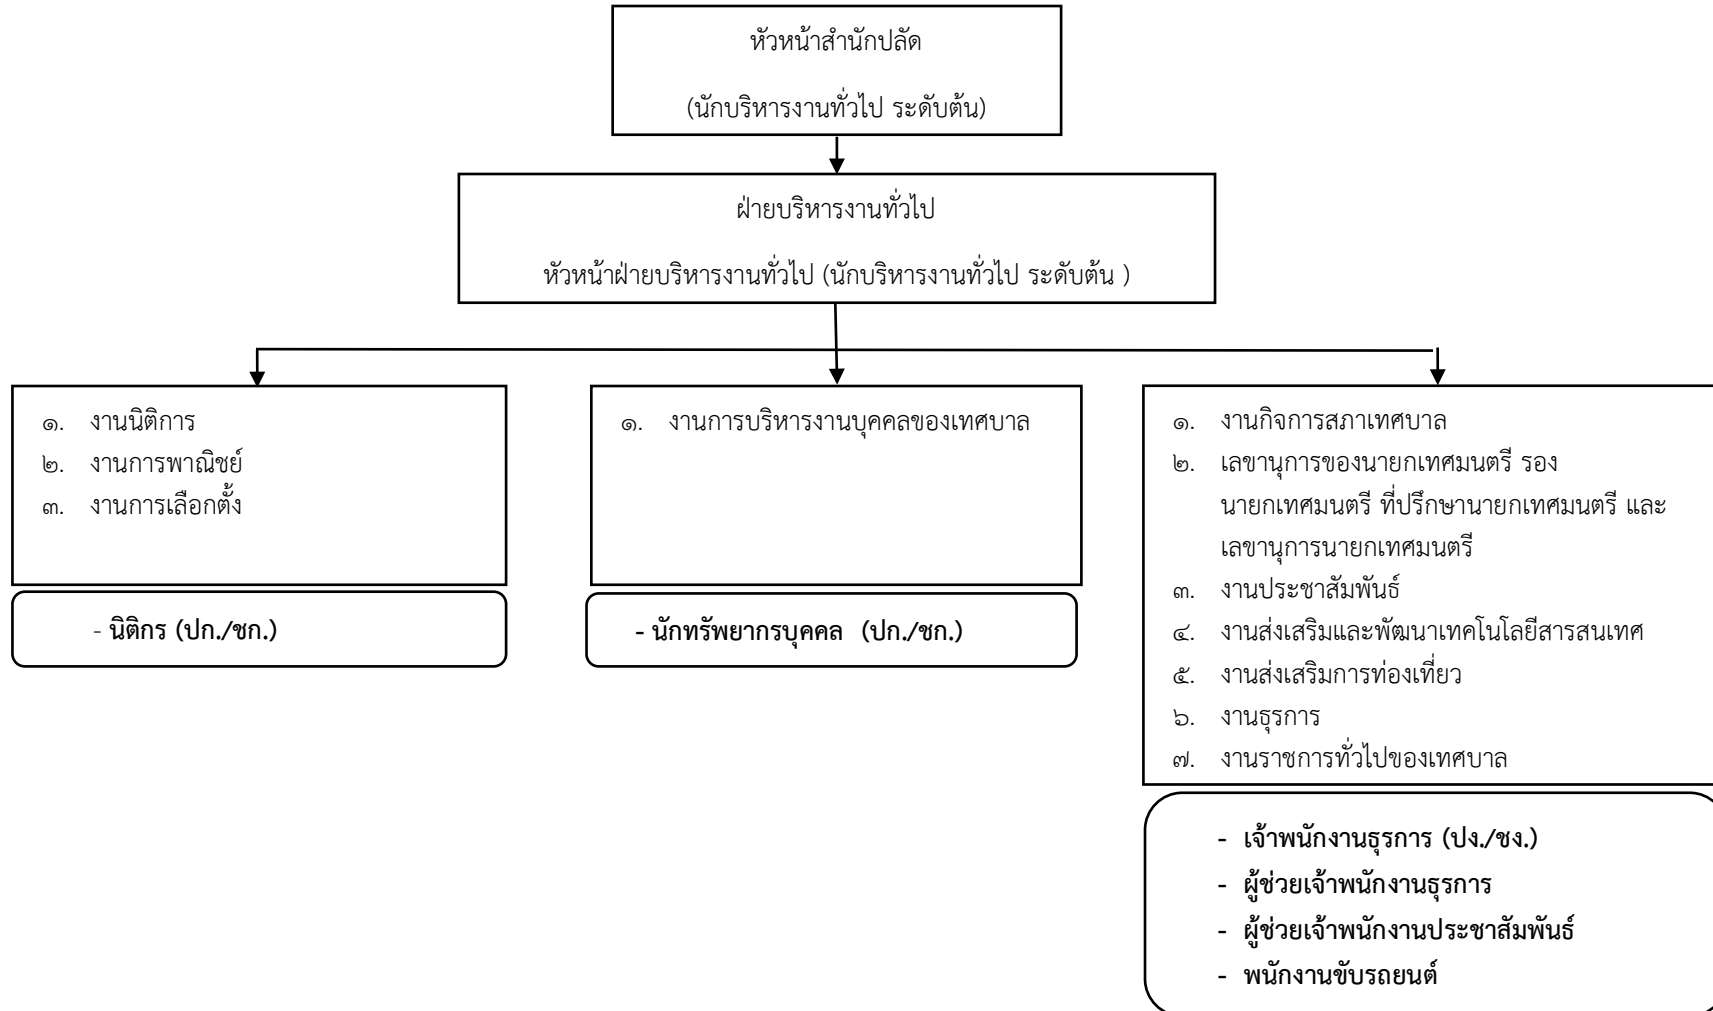 หัวหน้าสำนักปลัด
(นักบริหารงานทั่วไป ระดับต้น)
ฝ่ายบริหารงานทั่วไป
หัวหน้าฝ่ายบริหารงานทั่วไป (นักบริหารงานทั่วไป ระดับต้น )
๑. งานนิติการ
๒. งานการพาณิชย์
๓. งานการเลือกตั้ง
- นิติกร (ปก./ชก.)
๑. งานการบริหารงานบุคคลของเทศบาล
- นักทรัพยากรบุคคล (ปก./ชก.)
๑. งานกิจการสภาเทศบาล
๒. เลขานุการของนายกเทศมนตรี รอง
นายกเทศมนตรี ที่ปรึกษานายกเทศมนตรี และ
เลขานุการนายกเทศมนตรี
๓. งานประชาสัมพันธ์
๔. งานส่งเสริมและพัฒนาเทคโนโลยีสารสนเทศ
๕. งานส่งเสริมการท่องเที่ยว
๖. งานธุรการ
๗. งานราชการทั่วไปของเทศบาล
- เจ้าพนักงานธุรการ (ปง./ชง.)
- ผู้ช่วยเจ้าพนักงานธุรการ
- ผู้ช่วยเจ้าพนักงานประชาสัมพันธ์
- พนักงานขับรถยนต์